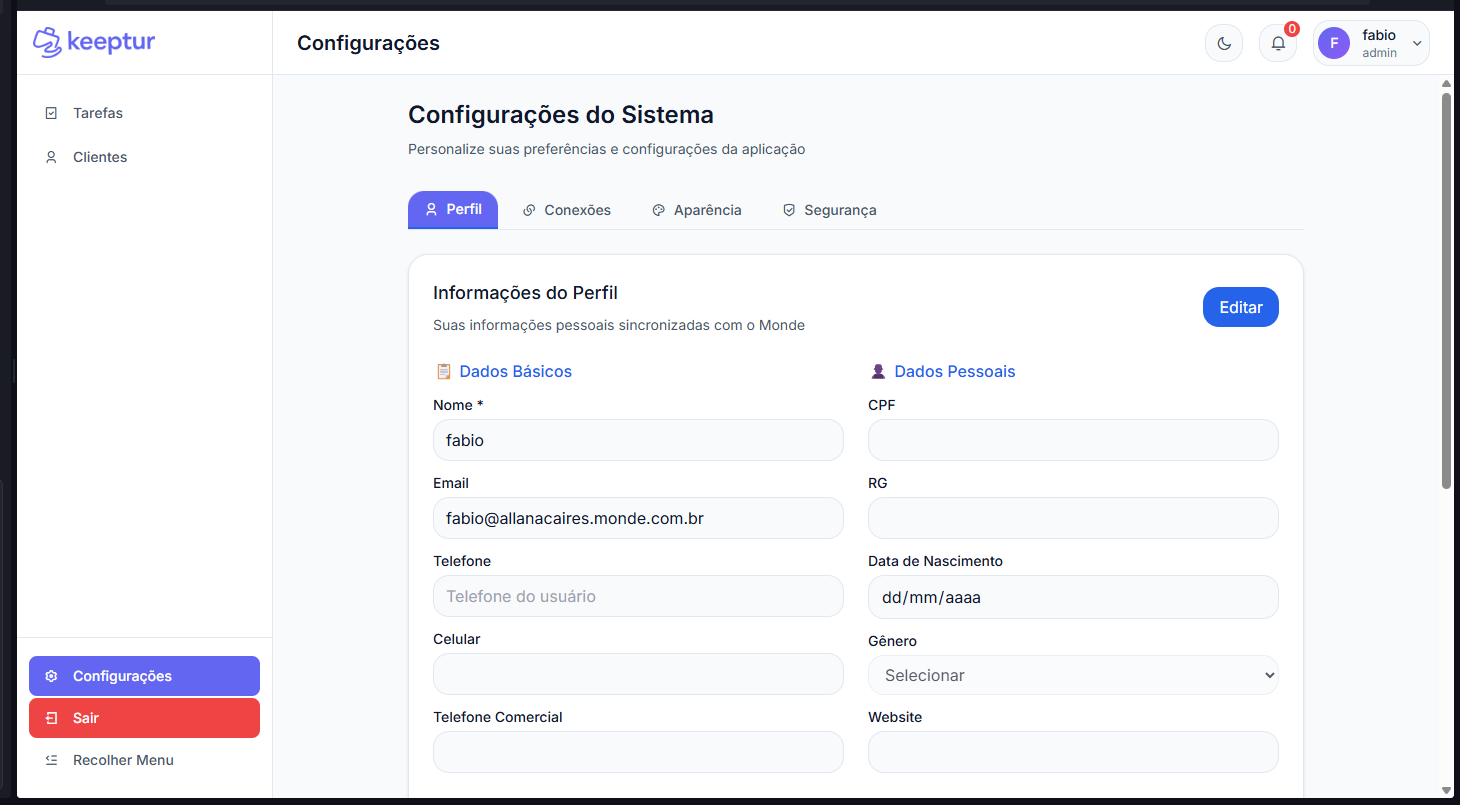 keeptur
Configurações
0
F
fabio
admin
Tarefas
Clientes
Configurações do Sistema
Personalize suas preferências e configurações da aplicação
Perfil
Conexões
Aparência
Segurança
Informações do Perfil
Suas informações pessoais sincronizadas com o Monde
Editar
Dados Básicos
Nome *
fabio
Email
fabio@allanacaires.monde.com.br
Telefone
Telefone do usuário
Celular
Telefone Comercial
Dados Pessoais
CPF
RG
Data de Nascimento
dd/mm/aaaa
Gênero
Selecionar
Website
Configurações
Sair
Recolher Menu